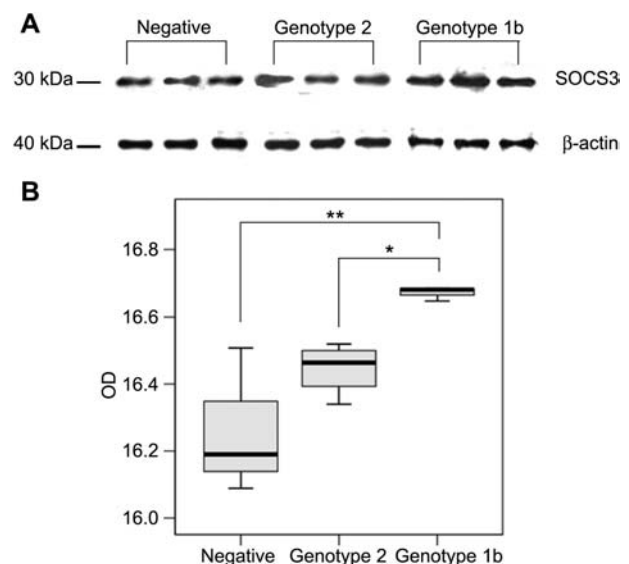 A
Negative Genotype 2 Genotype 1b
30 kDa SOCS3
40 kDa β-actin
B
**
*
16.8
16.6
16.4
16.2
16.0
OD
Negative Genotype 2 Genotype 1b